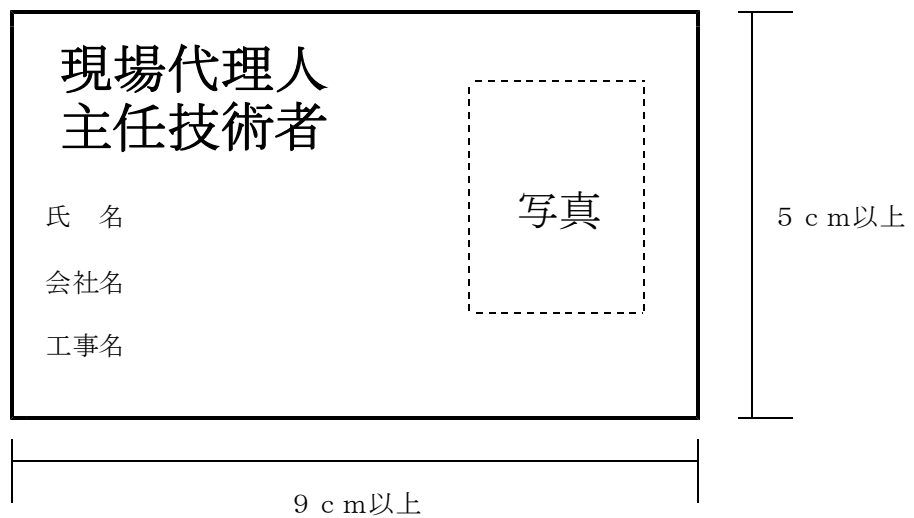 現場代理人
主任技術者
写真
氏　名
会社名
工事名
５ｃｍ以上
９ｃｍ以上